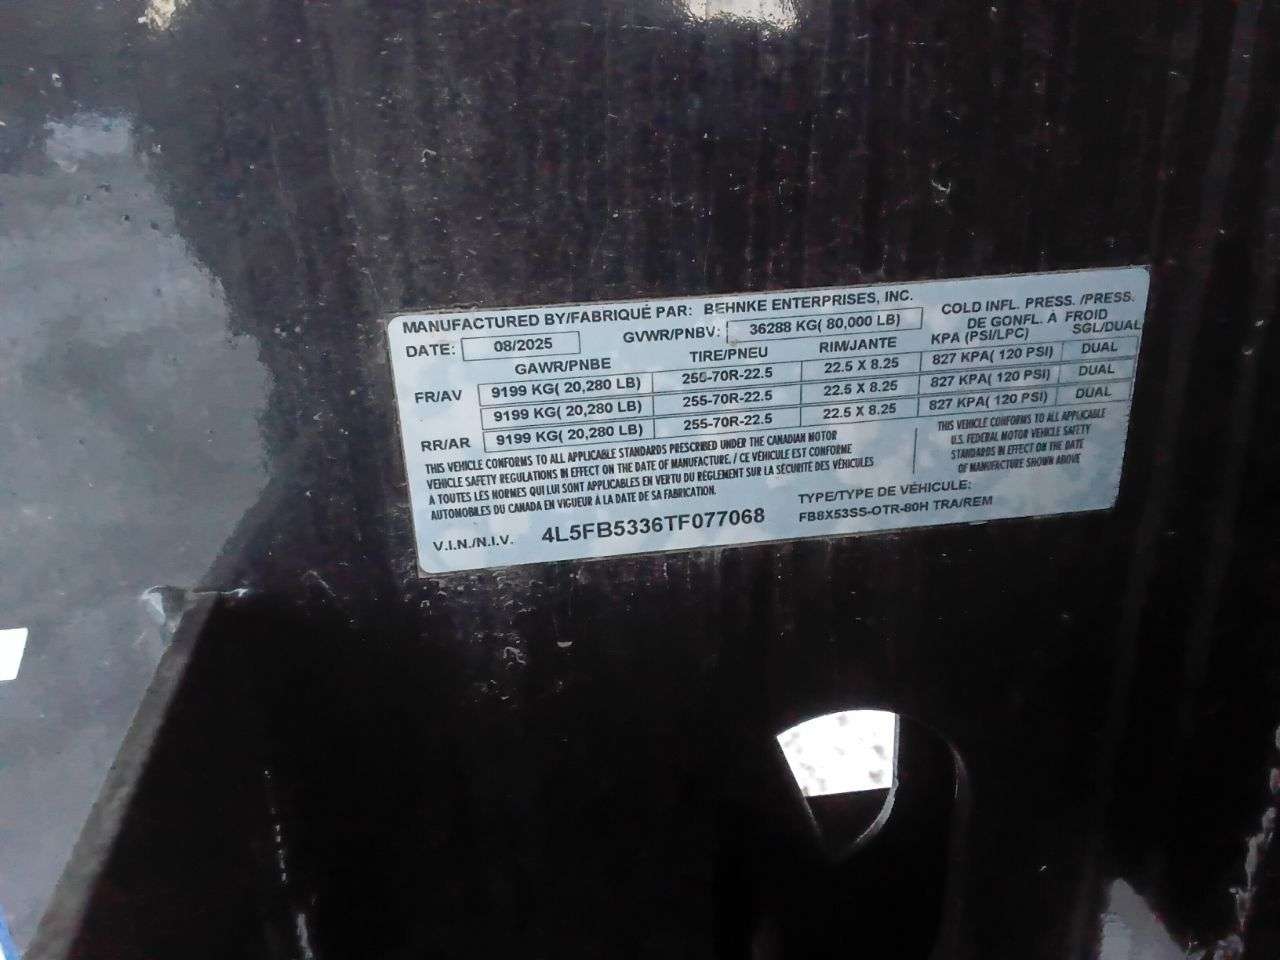 MANUFACTURED BY/FABRIQUÉ PAR: BEHNKE ENTERPRISES, INC.
DATE: 08/2025 GVWR/PNBV: 36288 KG( 80,000 LB)
COLD INFL. PRESS. /PRESS.
DE GONFL. À FROID
GAWR/PNBE TIRE/PNEU RIM/JANTE KPA (PSI/LPC) SGL/DUAL
FR/AV 9199 KG( 20,280 LB) 255-70R-22.5 22.5 X 8.25 827 KPA( 120 PSI) DUAL
9199 KG( 20,280 LB) 255-70R-22.5 22.5 X 8.25 827 KPA( 120 PSI) DUAL
RR/AR 9199 KG( 20,280 LB) 255-70R-22.5 22.5 X 8.25 827 KPA( 120 PSI) DUAL
THIS VEHICLE CONFORMS TO ALL APPLICABLE STANDARDS PRESCRIBED UNDER THE CANADIAN MOTOR
VEHICLE SAFETY REGULATIONS IN EFFECT ON THE DATE OF MANUFACTURE. / CE VÉHICULE EST CONFORME
A TOUTES LES NORMES QUI LUI SONT APPLICABLES EN VERTU DU RÈGLEMENT SUR LA SÉCURITÉ DES VÉHICULES
AUTOMOBILES DU CANADA EN VIGUEUR À LA DATE DE SA FABRICATION.
THIS VEHICLE CONFORMS TO ALL APPLICABLE
U.S. FEDERAL MOTOR VEHICLE SAFETY
STANDARDS IN EFFECT ON THE DATE
OF MANUFACTURE SHOWN ABOVE
V.I.N./N.I.V. 4L5FB5336TF077068
TYPE/TYPE DE VÉHICULE:
FB8X53SS-OTR-80H TRA/REM